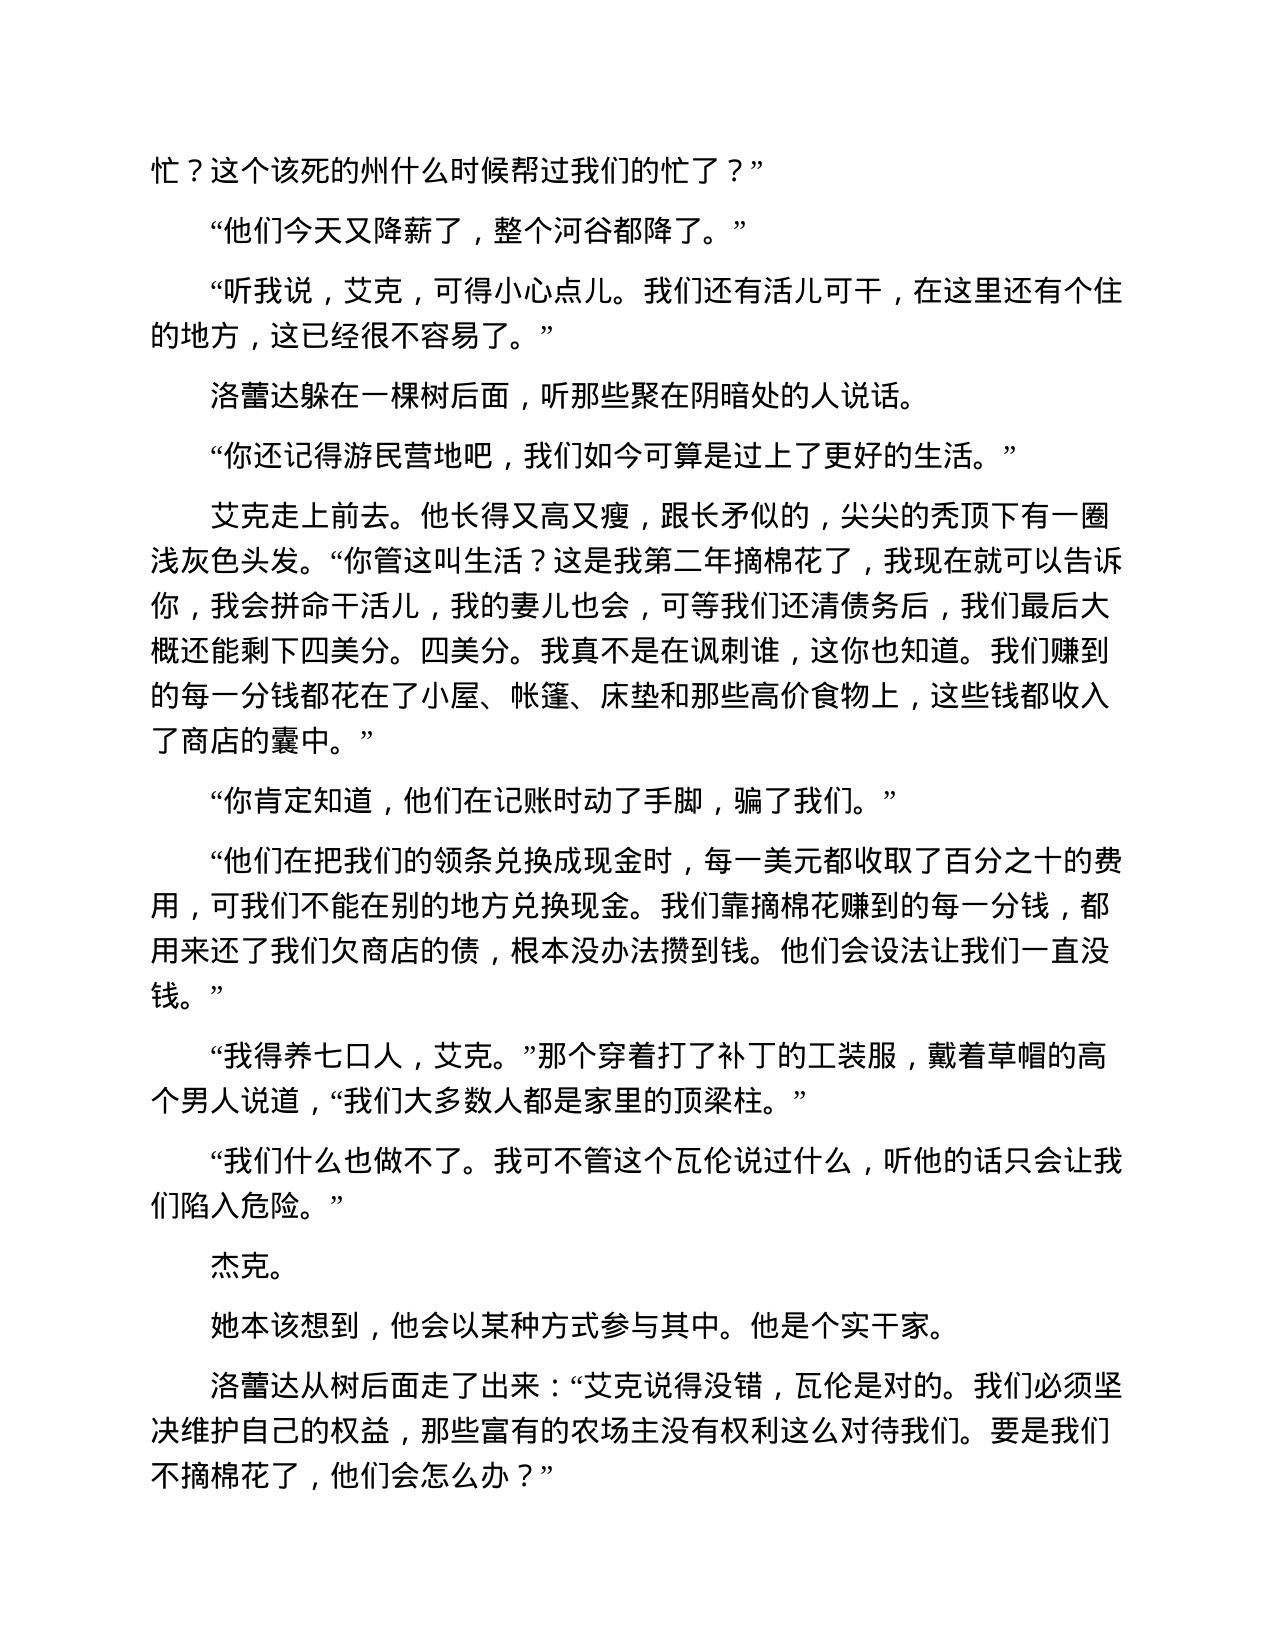 忙？这个该死的州什么时候帮过我们的忙了？”
“他们今天又降薪了，整个河谷都降了。”
“听我说，艾克，可得小心点儿。我们还有活儿可干，在这里还有个住
的地方，这已经很不容易了。”
洛蕾达躲在一棵树后面，听那些聚在阴暗处的人说话。
“你还记得游民营地吧，我们如今可算是过上了更好的生活。”
艾克走上前去。他长得又高又瘦，跟长矛似的，尖尖的秃顶下有一圈
浅灰色头发。“你管这叫生活？这是我第二年摘棉花了，我现在就可以告诉
你，我会拼命干活儿，我的妻儿也会，可等我们还清债务后，我们最后大
概还能剩下四美分。四美分。我真不是在讽刺谁，这你也知道。我们赚到
的每一分钱都花在了小屋、帐篷、床垫和那些高价食物上，这些钱都收入
了商店的囊中。”
“你肯定知道，他们在记账时动了手脚，骗了我们。”
“他们在把我们的领条兑换成现金时，每一美元都收取了百分之十的费
用，可我们不能在别的地方兑换现金。我们靠摘棉花赚到的每一分钱，都
用来还了我们欠商店的债，根本没办法攒到钱。他们会设法让我们一直没
钱。”
“我得养七口人，艾克。”那个穿着打了补丁的工装服，戴着草帽的高
个男人说道，“我们大多数人都是家里的顶梁柱。”
“我们什么也做不了。我可不管这个瓦伦说过什么，听他的话只会让我
们陷入危险。”
杰克。
她本该想到，他会以某种方式参与其中。他是个实干家。
洛蕾达从树后面走了出来：“艾克说得没错，瓦伦是对的。我们必须坚
决维护自己的权益，那些富有的农场主没有权利这么对待我们。要是我们
不摘棉花了，他们会怎么办？”